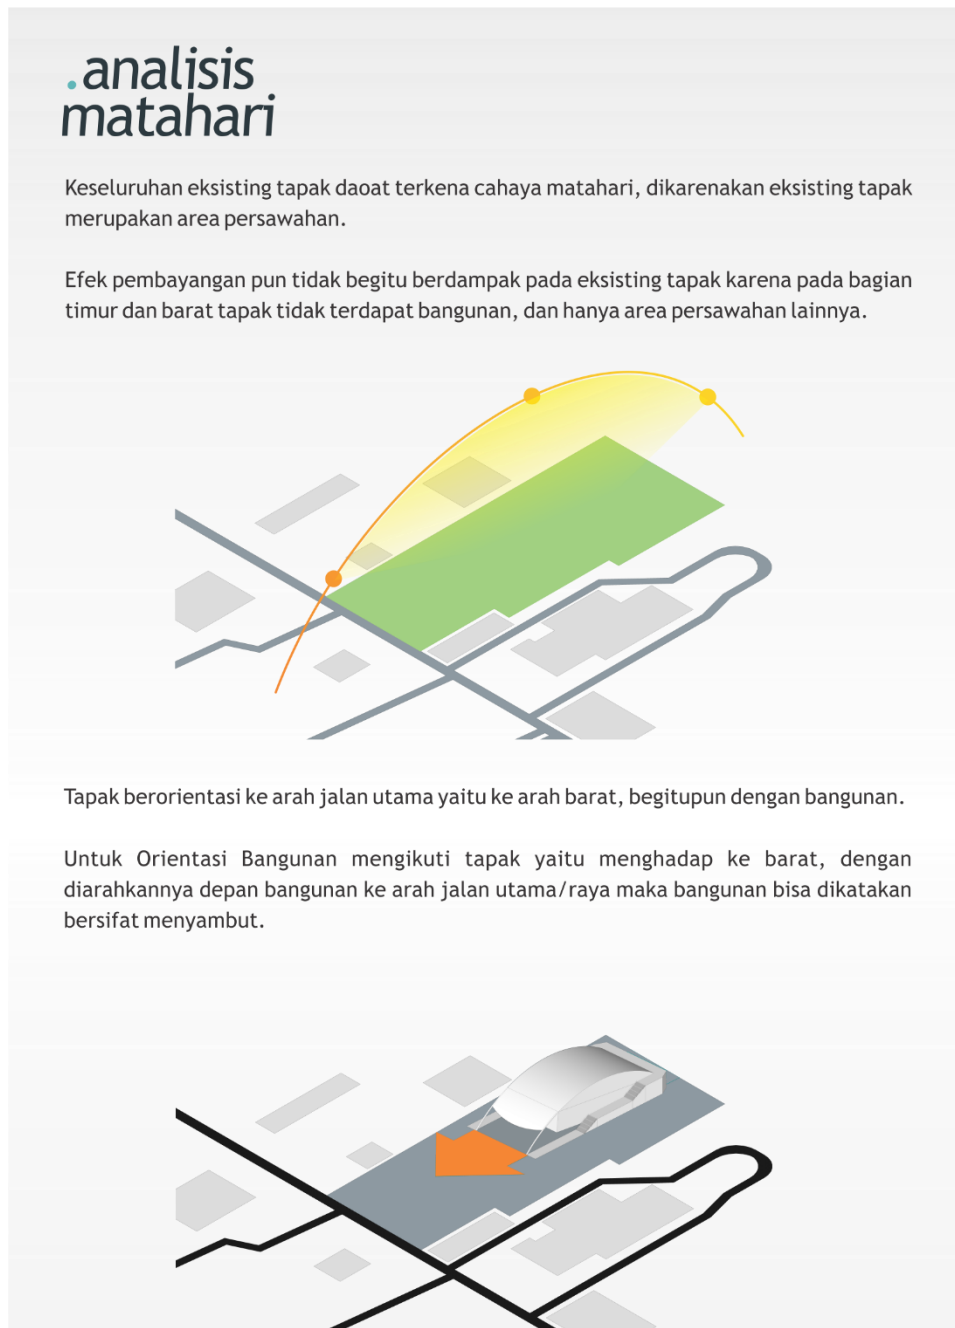 .analisis
matahari
Keseluruhan eksisting tapak daoat terkena cahaya matahari, dikarenakan eksisting tapak
merupakan area persawahan.
Efek pembayangan pun tidak begitu berdampak pada eksisting tapak karena pada bagian
timur dan barat tapak tidak terdapat bangunan, dan hanya area persawahan lainnya.
Tapak berorientasi ke arah jalan utama yaitu ke arah barat, begitupun dengan bangunan.
Untuk Orientasi Bangunan mengikuti tapak yaitu menghadap ke barat, dengan
diarahkannya depan bangunan ke arah jalan utama/raya maka bangunan bisa dikatakan
bersifat menyambut.